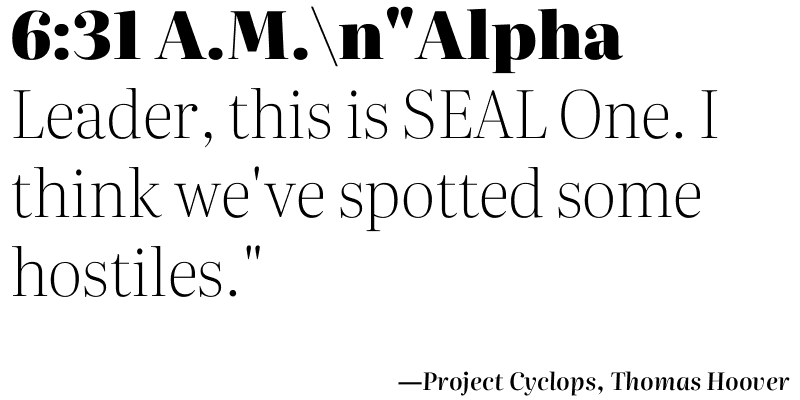 6:31 A.M.\n"Alpha
Leader, this is SEAL One. I
think we've spotted some
hostiles."
—Project Cyclops, Thomas Hoover